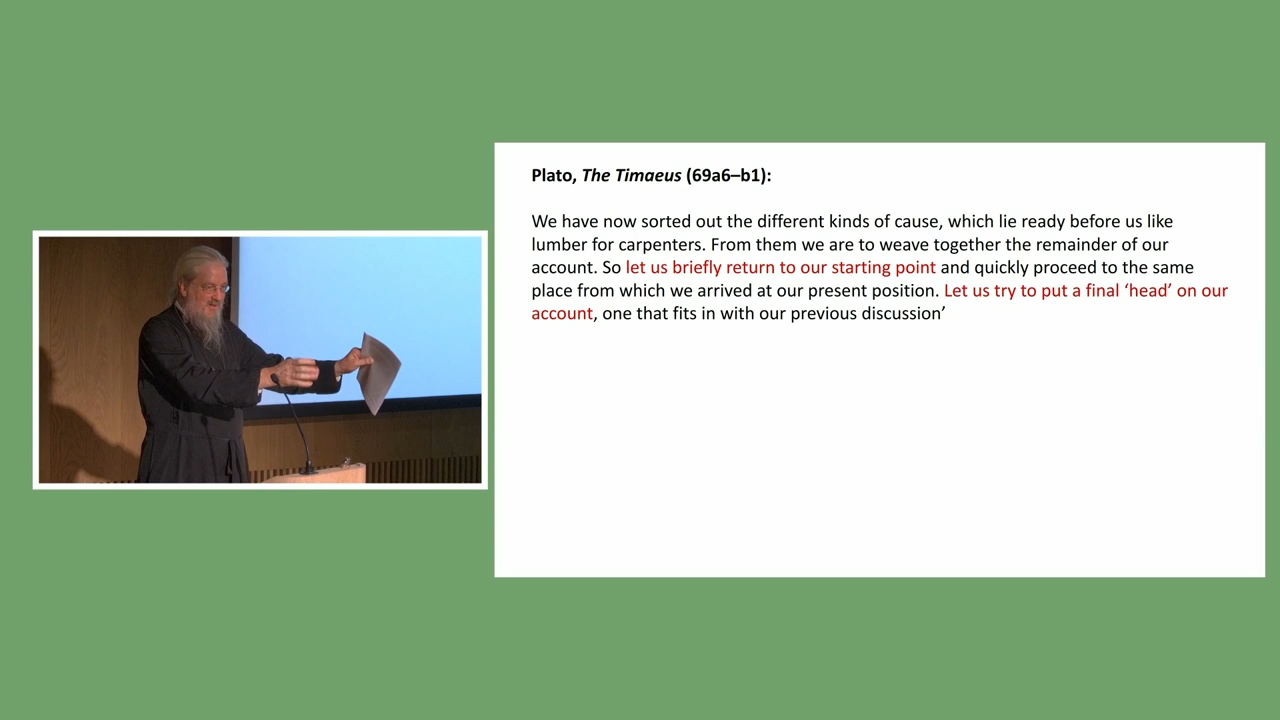 Plato, The Timaeus (69a6–b1):
We have now sorted out the different kinds of cause, which lie ready before us like
lumber for carpenters. From them we are to weave together the remainder of our
account. So let us briefly return to our starting point and quickly proceed to the same
place from which we arrived at our present position. Let us try to put a final ‘head’ on our
account, one that fits in with our previous discussion’